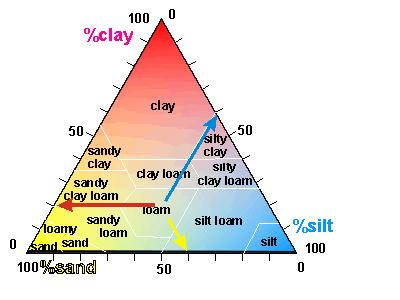 100 0
%clay
clay
50 50
sandy
clay
silty
clay
clay loam
silty
clay loam
sandy
clay loam
loam
loamy
sand
sandy
loam
silt loam
%silt
silt
0 sand 100
100 %sand 50 0